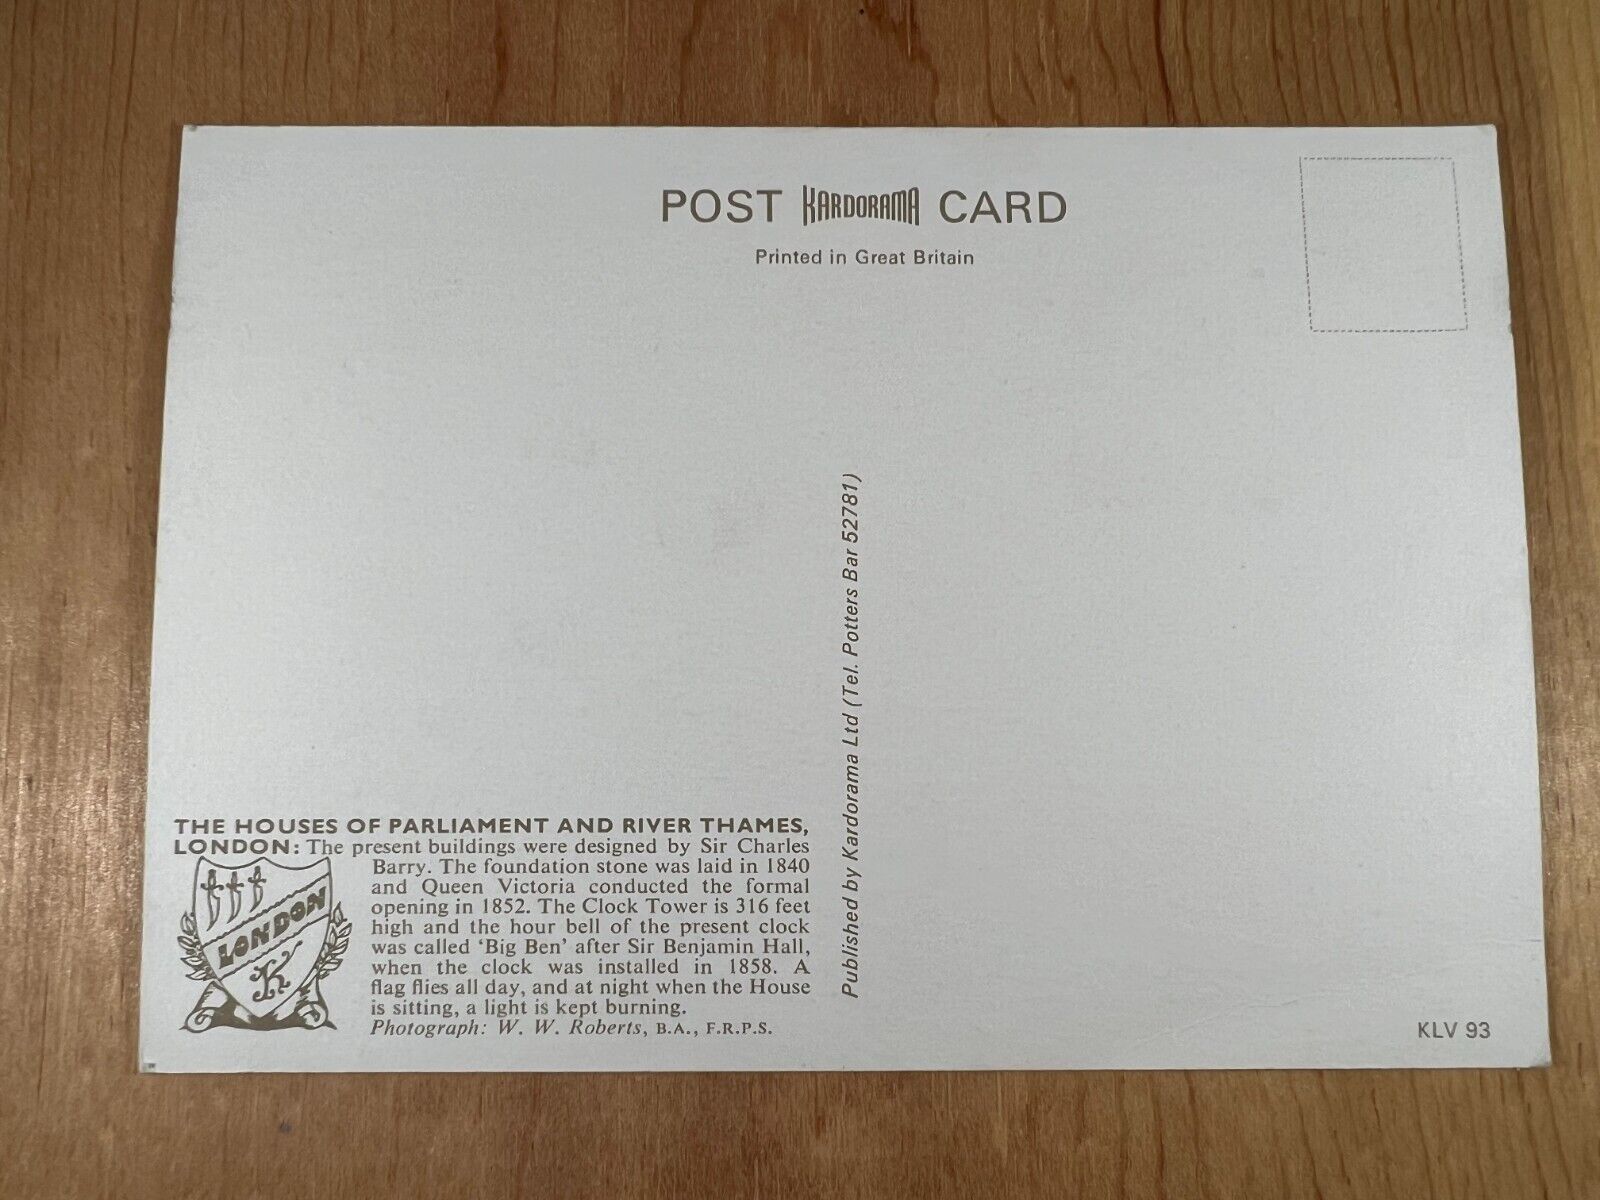 POST KARDORAMA CARD
Printed in Great Britain
Published by Kardorama Ltd (Tel. Potters Bar 52781)
THE HOUSES OF PARLIAMENT AND RIVER THAMES,
LONDON: The present buildings were designed by Sir Charles
Barry. The foundation stone was laid in 1840
and Queen Victoria conducted the formal
opening in 1852. The Clock Tower is 316 feet
high and the hour bell of the present clock
was called ‘Big Ben’ after Sir Benjamin Hall,
when the clock was installed in 1858. A
flag flies all day, and at night when the House
is sitting, a light is kept burning.
Photograph: W. W. Roberts, B.A., F.R.P.S.
LONDON
K
KLV 93